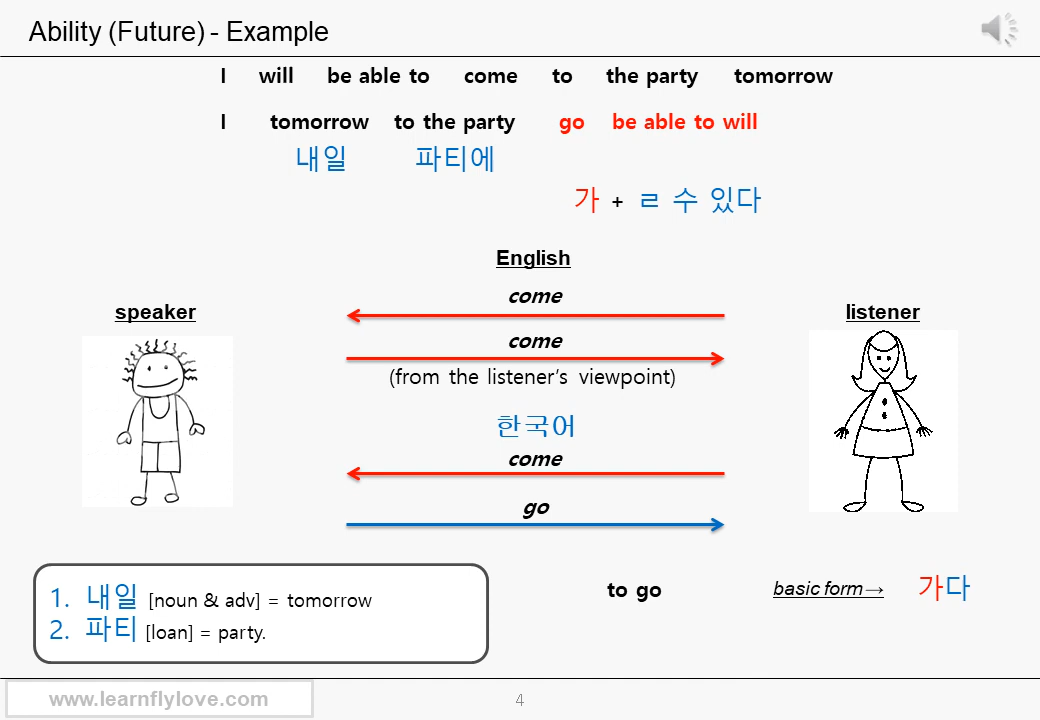 Ability (Future) - Example
I will be able to come to the party tomorrow
I tomorrow to the party go be able to will
내일 파티에
가 + ㄹ 수 있다
English
come
speaker
listener
come
(from the listener's viewpoint)
한국어
come
go
1. 내일 [noun & adv] = tomorrow
2. 파티 [loan] = party.
to go basic form→ 가다
www.learnflylove.com
4